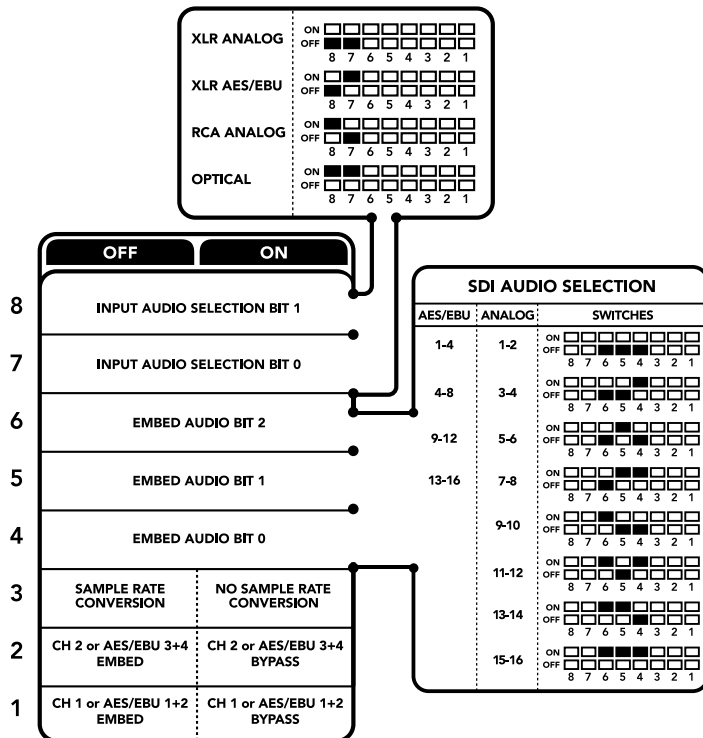 XLR ANALOG
ON
OFF
8 7 6 5 4 3 2 1
XLR AES/EBU
ON
OFF
8 7 6 5 4 3 2 1
RCA ANALOG
ON
OFF
8 7 6 5 4 3 2 1
OPTICAL
ON
OFF
8 7 6 5 4 3 2 1
OFF ON
8 INPUT AUDIO SELECTION BIT 1
7 INPUT AUDIO SELECTION BIT 0
6 EMBED AUDIO BIT 2
5 EMBED AUDIO BIT 1
4 EMBED AUDIO BIT 0
3
SAMPLE RATE
CONVERSION
NO SAMPLE RATE
CONVERSION
2
CH 2 or AES/EBU 3+4
EMBED
CH 2 or AES/EBU 3+4
BYPASS
1
CH 1 or AES/EBU 1+2
EMBED
CH 1 or AES/EBU 1+2
BYPASS
SDI AUDIO SELECTION
AES/EBU ANALOG SWITCHES
1-4 1-2
ON
OFF
8 7 6 5 4 3 2 1
4-8 3-4
ON
OFF
8 7 6 5 4 3 2 1
9-12 5-6
ON
OFF
8 7 6 5 4 3 2 1
13-16 7-8
ON
OFF
8 7 6 5 4 3 2 1
9-10
ON
OFF
8 7 6 5 4 3 2 1
11-12
ON
OFF
8 7 6 5 4 3 2 1
13-14
ON
OFF
8 7 6 5 4 3 2 1
15-16
ON
OFF
8 7 6 5 4 3 2 1